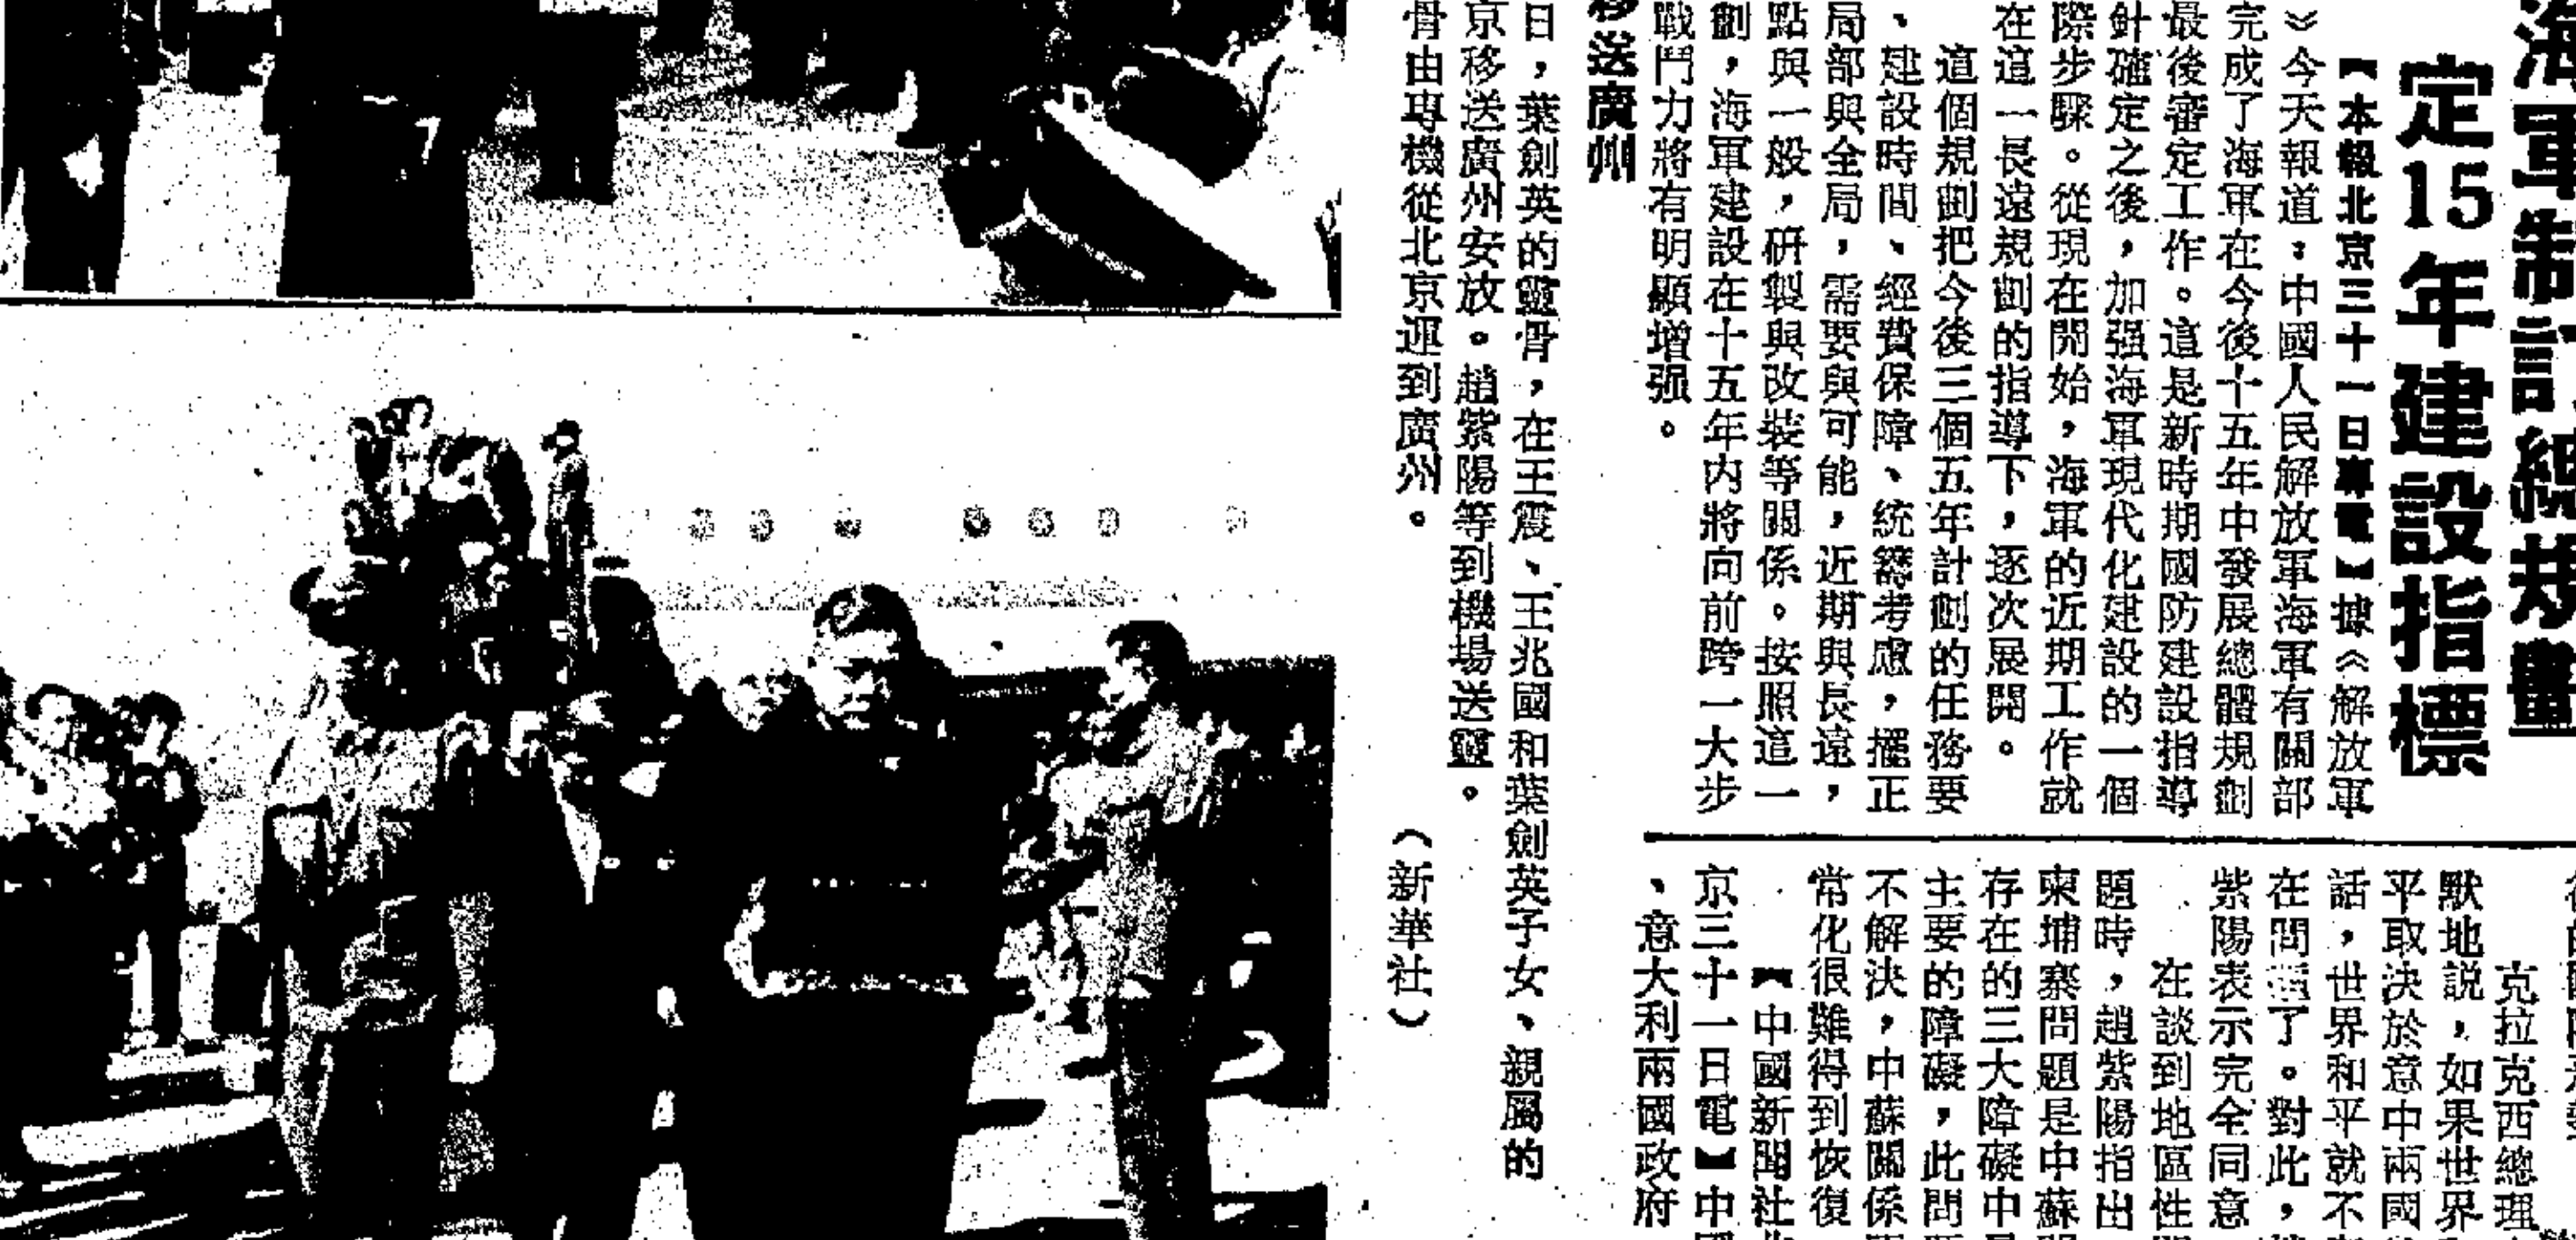 海軍制訂總規畫
定15年建設指標
【本報北京三十一日專電】據《解放軍
》今天報道，中國人民解放軍海軍有關部
完成了海軍在今後十五年中發展總體規劃
最後審定工作。這是新時期國防建設指導
針確定之後，加强海軍現代化建設的一個
際步驟。從現在開始，海軍的近期工作就
在這一長遠規劃的指導下，逐次展開。
這個規劃把今後三個五年計劃的任務要
、建設時間、經費保障、統籌考慮，擺正
局部與全局，需要與可能，近期與長遠，
點與一般，研製與改裝等關係。按照這一
劃，海軍建設在十五年內將向前跨一大步
戰鬥力將有明顯增强。
移送廣州
日，葉劍英的靈骨，在王震、王兆國和葉劍英子女、親屬的
京移送廣州安放。趙紫陽等到機場送靈。
骨由專機從北京運到廣州。
（新華社）
克拉克西總理
默地説，如果世界
平取決於意中兩國
話，世界和平就不
在問題了。對此，
紫陽表示完全同意
在談到地區性
題時，趙紫陽指出
柬埔寨問題是中蘇
存在的三大障礙中
主要的障礙，此問
不解決，中蘇關係
常化很難得到恢復
【中國新聞社
京三十一日電】中
、意大利兩國政府